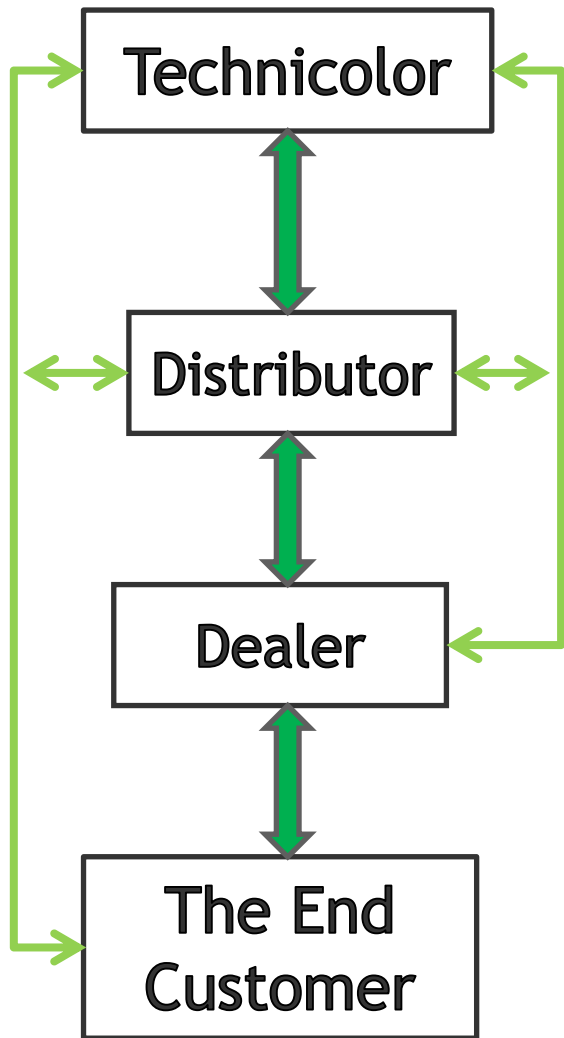 Technicolor
Distributor
Dealer
The End
Customer